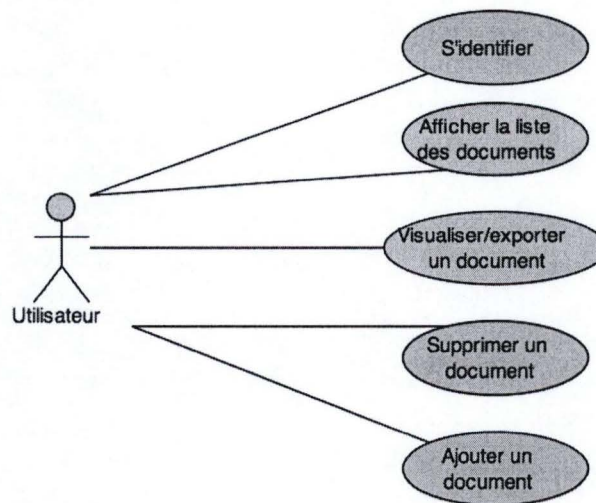 S'identifier
Afficher la liste
des documents
Visualiser/exporter
un document
Utilisateur
Supprimer un
document
Ajouter un
document